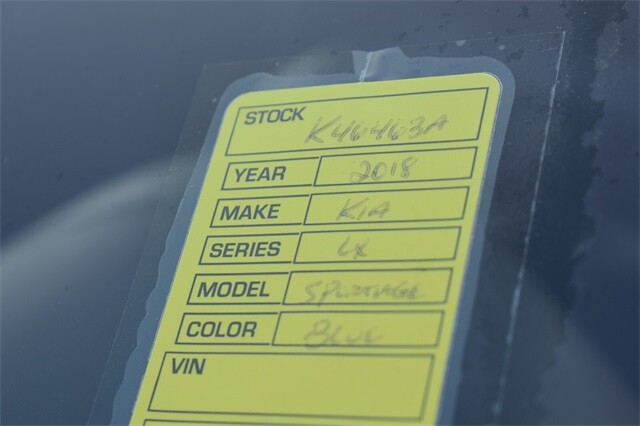 STOCK K46463A
YEAR 2018
MAKE KIA
SERIES LX
MODEL SPORTAGE
COLOR BLUE
VIN